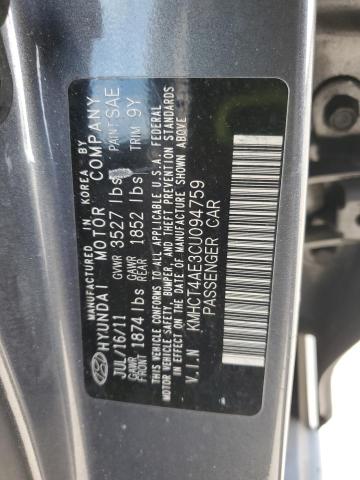 MANUFACTURED IN KOREA BY
HYUNDAI MOTOR COMPANY
JUL/16/11 GVWR 3527 lbs PAINT SAE
GAWR FRONT 1874 lbs GAWR REAR 1852 lbs TRIM 9Y
THIS VEHICLE CONFORMS TO ALL APPLICABLE U.S.A. FEDERAL
MOTOR VEHICLE SAFETY, BUMPER, AND THEFT PREVENTION
STANDARDS IN EFFECT ON THE DATE OF MANUFACTURE SHOWN ABOVE
V.I.N KMHCT4AE3CU094759
PASSENGER CAR